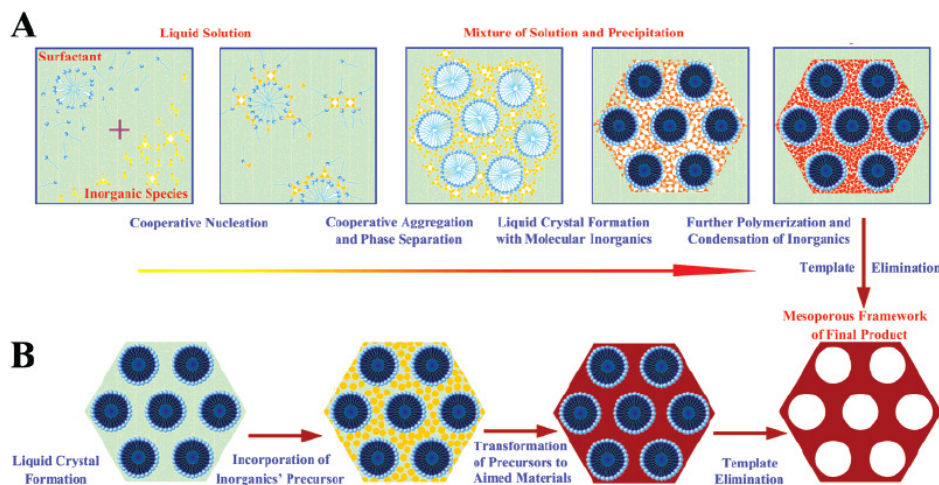 A
Liquid Solution
Mixture of Solution and Precipitation
Surfactant
Inorganic Species
Cooperative Nucleation
Cooperative Aggregation
and Phase Separation
Liquid Crystal Formation
with Molecular Inorganics
Further Polymerization and
Condensation of Inorganics
Template Elimination
Mesoporous Framework
of Final Product
B
Liquid Crystal
Formation
Incorporation of
Inorganics' Precursor
Transformation
of Precursors to
Aimed Materials
Template
Elimination